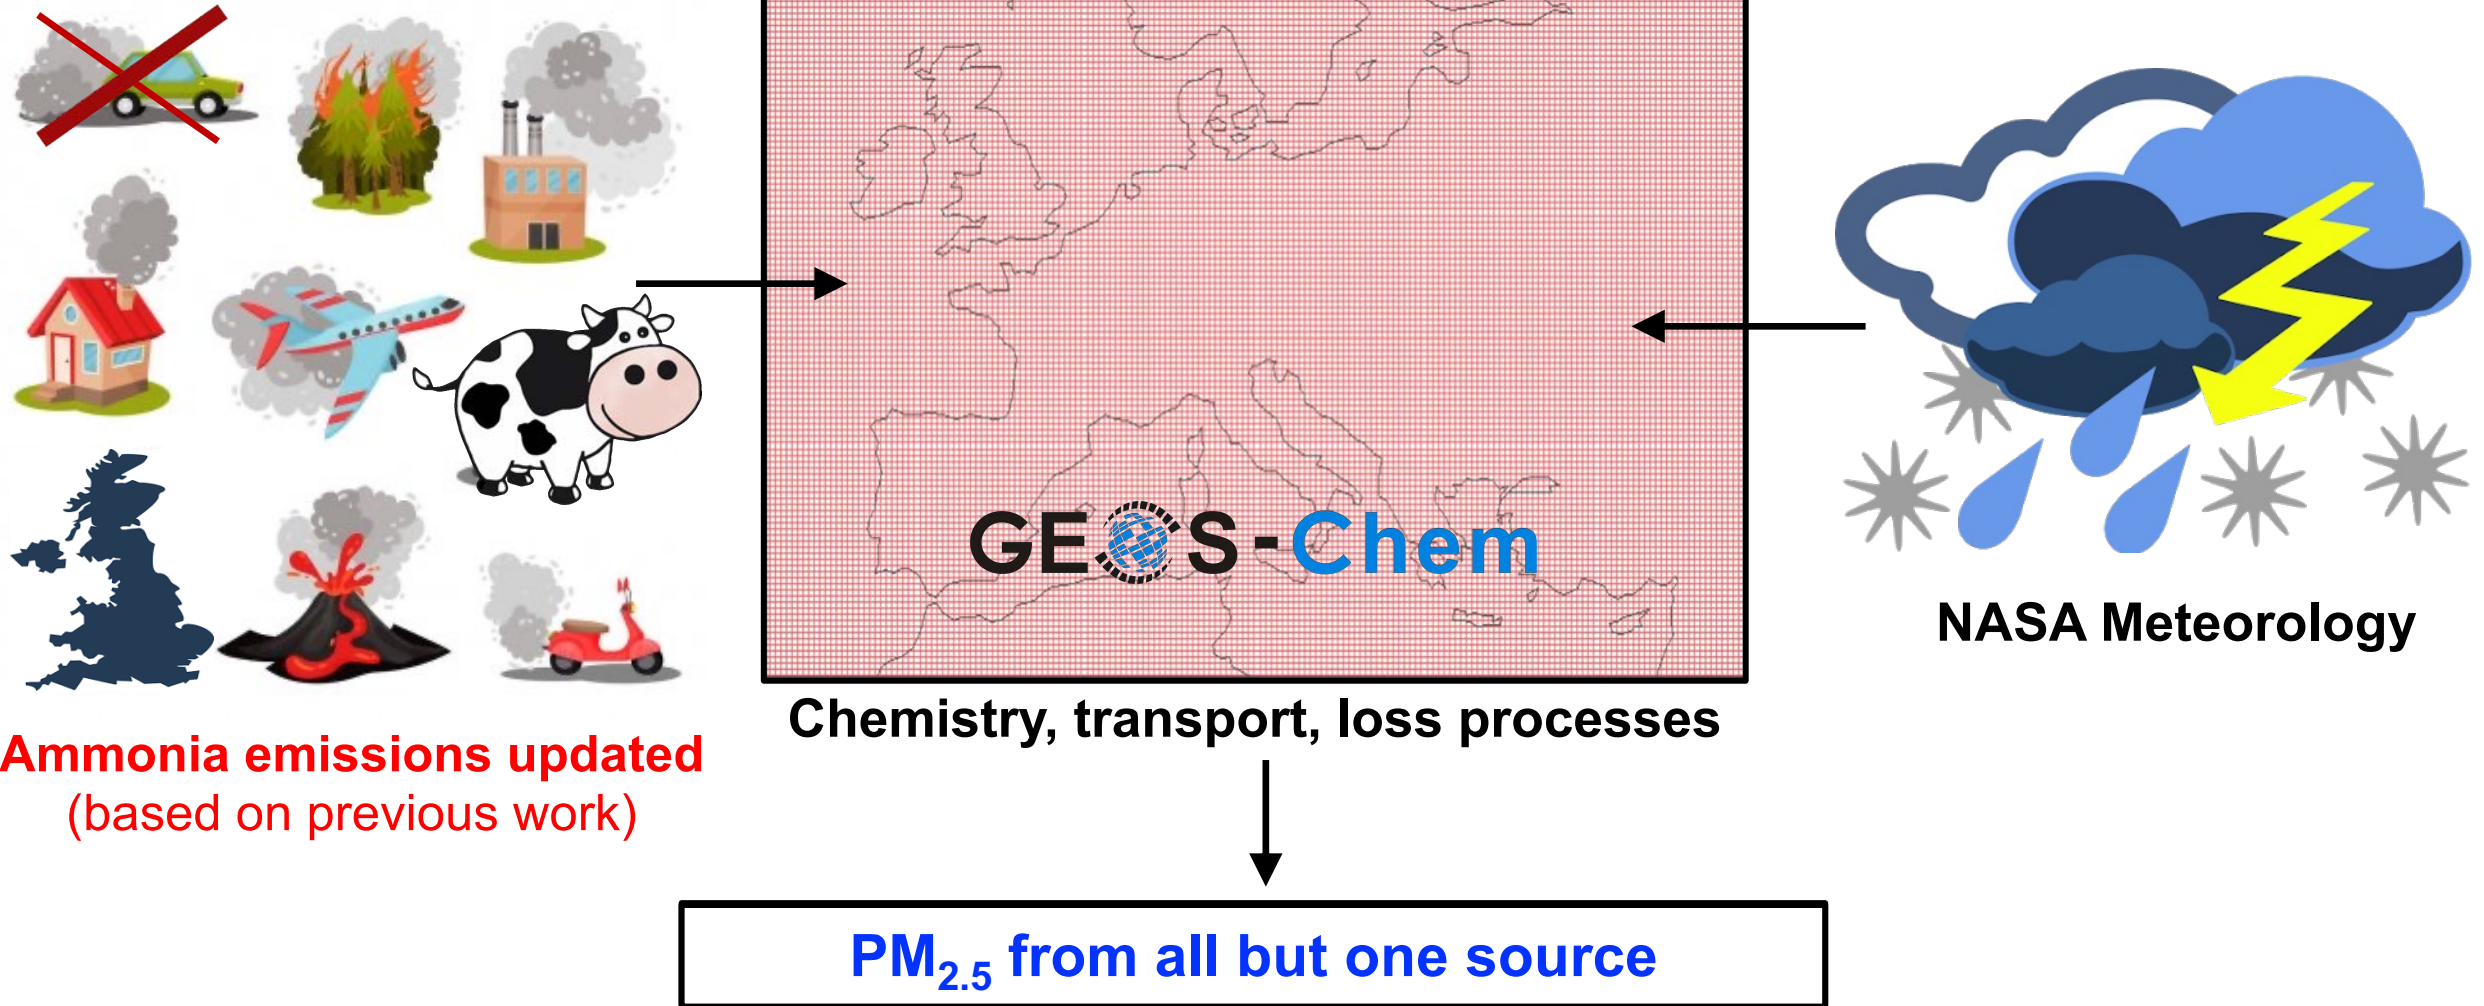 GEOS-Chem
NASA Meteorology
Chemistry, transport, loss processes
Ammonia emissions updated
(based on previous work)
PM2.5 from all but one source